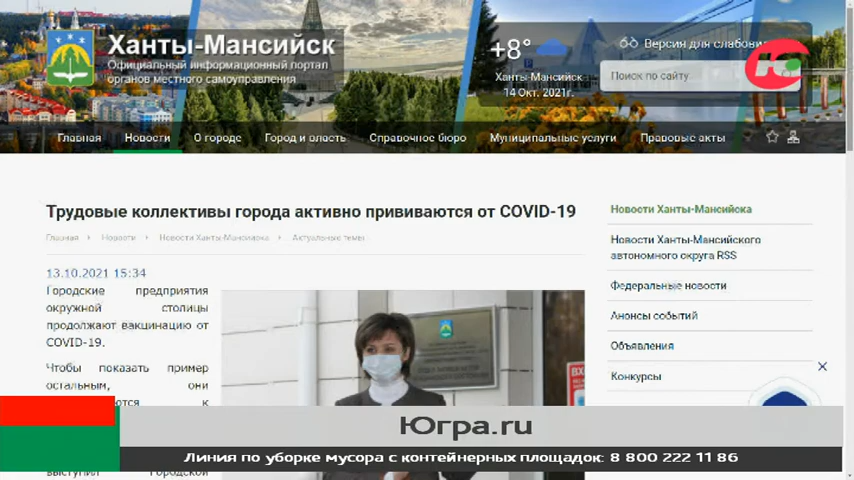 Ханты-Мансийск
Официальный информационный портал
органов местного самоуправления
+8°
Ханты-Мансийск
14 Окт. 2021г.
Версия для слабови
Поиск по сайту
Главная Новости О городе Город и власть Справочное бюро Муниципальные услуги Правовые акты
Трудовые коллективы города активно прививаются от COVID-19
Главная Новости Новости Ханты-Мансийска Актуальные темы
13.10.2021 15:34
Городские предприятия
окружной столицы
продолжают вакцинацию от
COVID-19.
Чтобы показать пример
остальным, они
Новости Ханты-Мансийска
Новости Ханты-Мансийского
автономного округа RSS
Федеральные новости
Анонсы событий
Объявления
Конкурсы
Югра.ru
Линия по уборке мусора с контейнерных площадок: 8 800 222 11 86